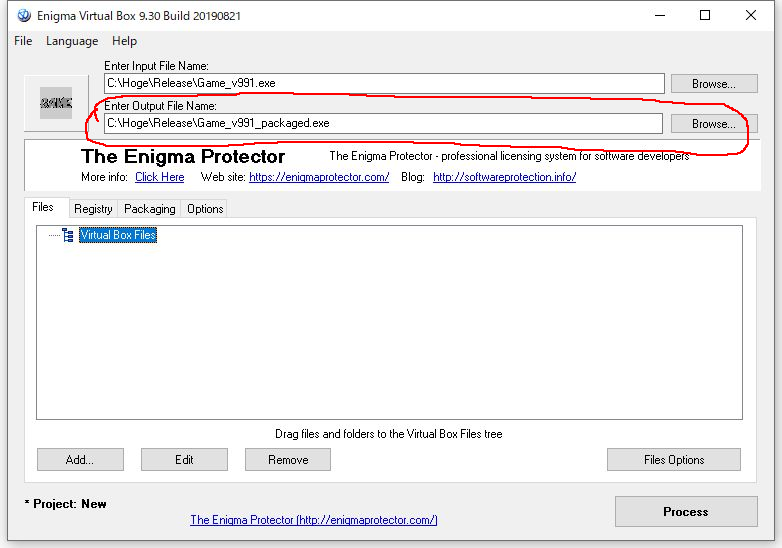 Enigma Virtual Box 9.30 Build 20190821
File Language Help
Enter Input File Name:
C:\Hoge\Release\Game_v991.exe
Browse...
Enter Output File Name:
C:\Hoge\Release\Game_v991_packaged.exe
Browse...
The Enigma Protector The Enigma Protector - professional licensing system for software developers
More info: Click Here Web site: https://enigmaprotector.com/ Blog: http://softwareprotection.info/
Files Registry Packaging Options
Virtual Box Files
Drag files and folders to the Virtual Box Files tree
Add... Edit Remove Files Options
* Project: New
Process
The Enigma Protector (http://enigmaprotector.com/)